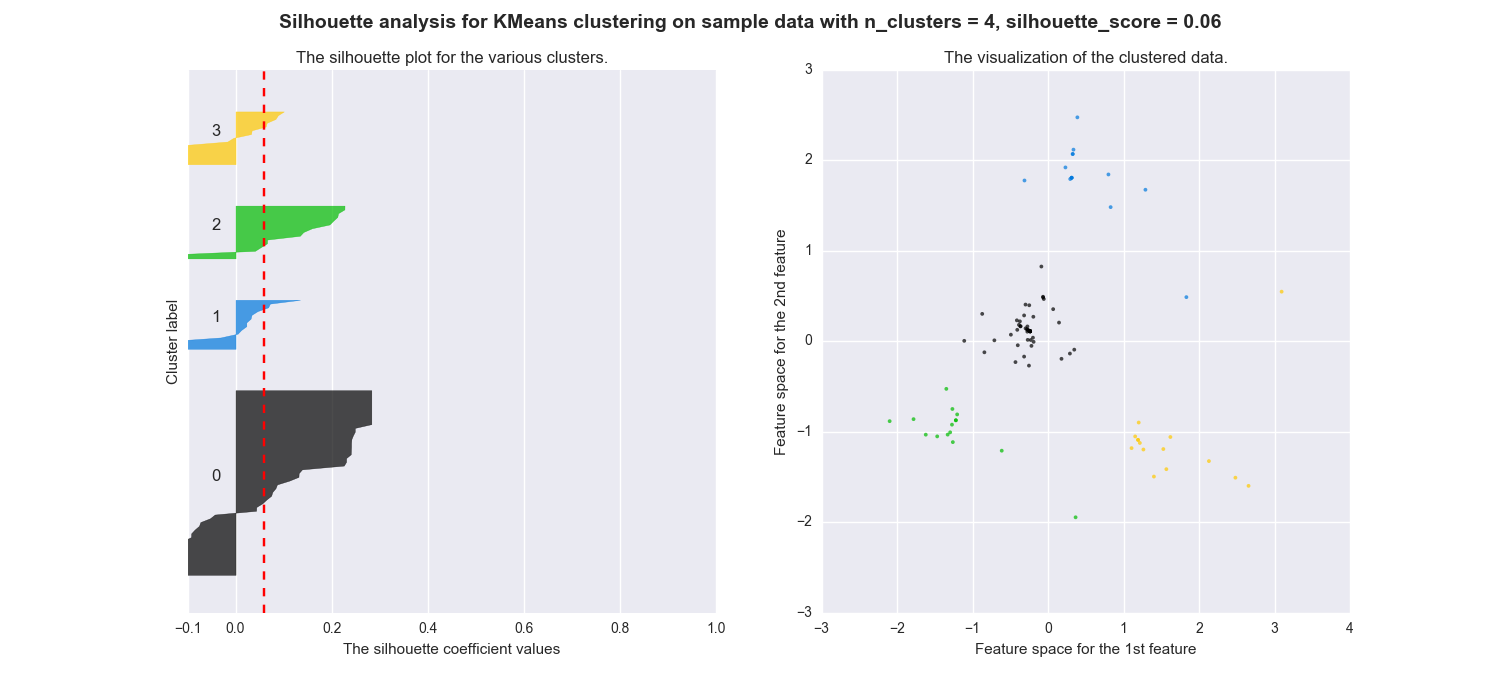 Silhouette analysis for KMeans clustering on sample data with n_clusters = 4, silhouette_score = 0.06
The silhouette plot for the various clusters.
3
2
1
0
Cluster label
−0.1 0.0 0.2 0.4 0.6 0.8 1.0
The silhouette coefficient values
The visualization of the clustered data.
3
2
1
0
−1
−2
−3
Feature space for the 2nd feature
−3 −2 −1 0 1 2 3 4
Feature space for the 1st feature